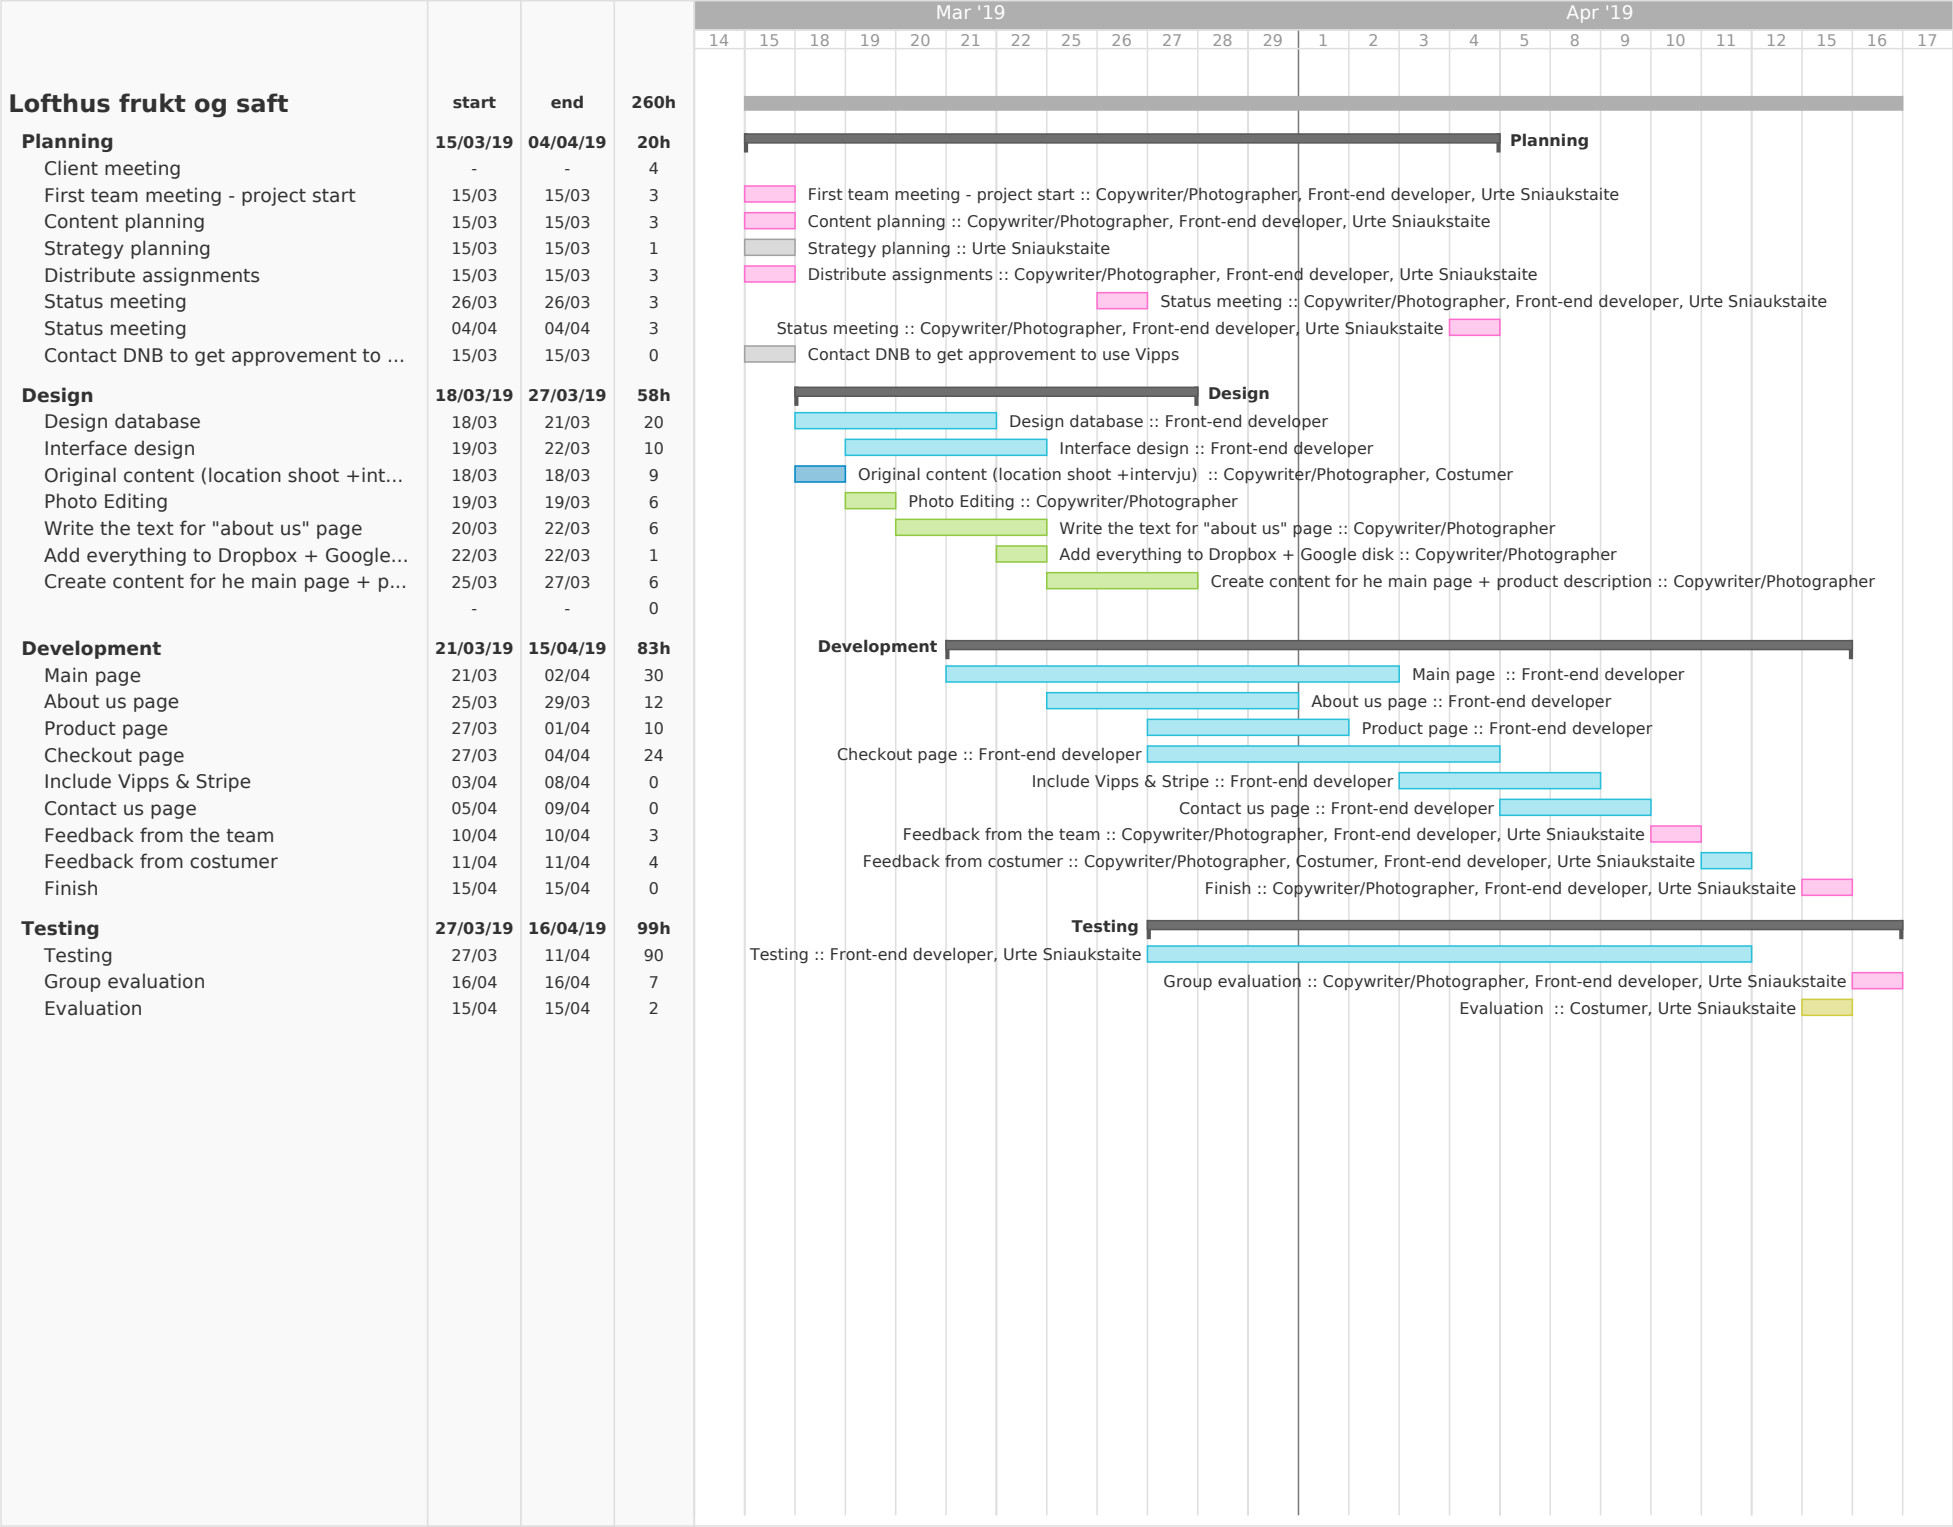 Mar '19 Apr '19
14 15 18 19 20 21 22 25 26 27 28 29 1 2 3 4 5 8 9 10 11 12 15 16 17
Lofthus frukt og saft start end 260h
Planning 15/03/19 04/04/19 20h Planning
Client meeting - - 4
First team meeting - project start 15/03 15/03 3 First team meeting - project start :: Copywriter/Photographer, Front-end developer, Urte Sniaukstaite
Content planning 15/03 15/03 3 Content planning :: Copywriter/Photographer, Front-end developer, Urte Sniaukstaite
Strategy planning 15/03 15/03 1 Strategy planning :: Urte Sniaukstaite
Distribute assignments 15/03 15/03 3 Distribute assignments :: Copywriter/Photographer, Front-end developer, Urte Sniaukstaite
Status meeting 26/03 26/03 3 Status meeting :: Copywriter/Photographer, Front-end developer, Urte Sniaukstaite
Status meeting 04/04 04/04 3 Status meeting :: Copywriter/Photographer, Front-end developer, Urte Sniaukstaite
Contact DNB to get approvement to ... 15/03 15/03 0 Contact DNB to get approvement to use Vipps
Design 18/03/19 27/03/19 58h Design
Design database 18/03 21/03 20 Design database :: Front-end developer
Interface design 19/03 22/03 10 Interface design :: Front-end developer
Original content (location shoot +int... 18/03 18/03 9 Original content (location shoot +intervju) :: Copywriter/Photographer, Costumer
Photo Editing 19/03 19/03 6 Photo Editing :: Copywriter/Photographer
Write the text for "about us" page 20/03 22/03 6 Write the text for "about us" page :: Copywriter/Photographer
Add everything to Dropbox + Google... 22/03 22/03 1 Add everything to Dropbox + Google disk :: Copywriter/Photographer
Create content for he main page + p... 25/03 27/03 6 Create content for he main page + product description :: Copywriter/Photographer
- - 0
Development 21/03/19 15/04/19 83h Development
Main page 21/03 02/04 30 Main page :: Front-end developer
About us page 25/03 29/03 12 About us page :: Front-end developer
Product page 27/03 01/04 10 Product page :: Front-end developer
Checkout page 27/03 04/04 24 Checkout page :: Front-end developer
Include Vipps & Stripe 03/04 08/04 0 Include Vipps & Stripe :: Front-end developer
Contact us page 05/04 09/04 0 Contact us page :: Front-end developer
Feedback from the team 10/04 10/04 3 Feedback from the team :: Copywriter/Photographer, Front-end developer, Urte Sniaukstaite
Feedback from costumer 11/04 11/04 4 Feedback from costumer :: Copywriter/Photographer, Costumer, Front-end developer, Urte Sniaukstaite
Finish 15/04 15/04 0 Finish :: Copywriter/Photographer, Front-end developer, Urte Sniaukstaite
Testing 27/03/19 16/04/19 99h Testing
Testing 27/03 11/04 90 Testing :: Front-end developer, Urte Sniaukstaite
Group evaluation 16/04 16/04 7 Group evaluation :: Copywriter/Photographer, Front-end developer, Urte Sniaukstaite
Evaluation 15/04 15/04 2 Evaluation :: Costumer, Urte Sniaukstaite